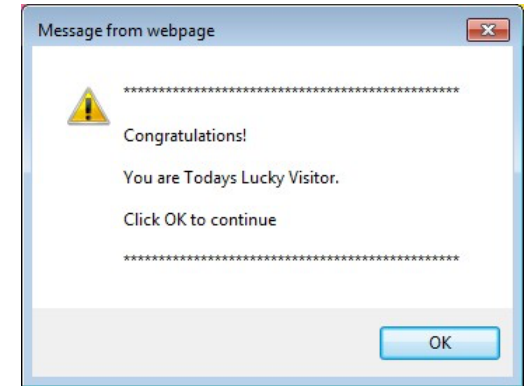 Message from webpage
************************************************
Congratulations!
You are Todays Lucky Visitor.
Click OK to continue
************************************************
OK